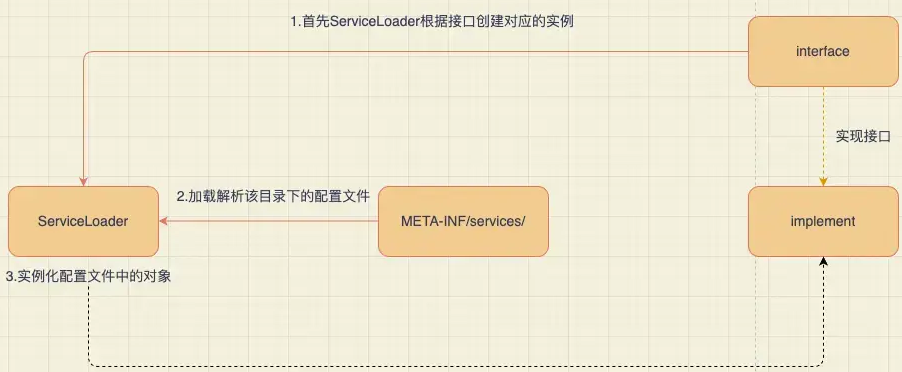 1.首先ServiceLoader根据接口创建对应的实例
interface
实现接口
2.加载解析该目录下的配置文件
ServiceLoader
META-INF/services/
implement
3.实例化配置文件中的对象